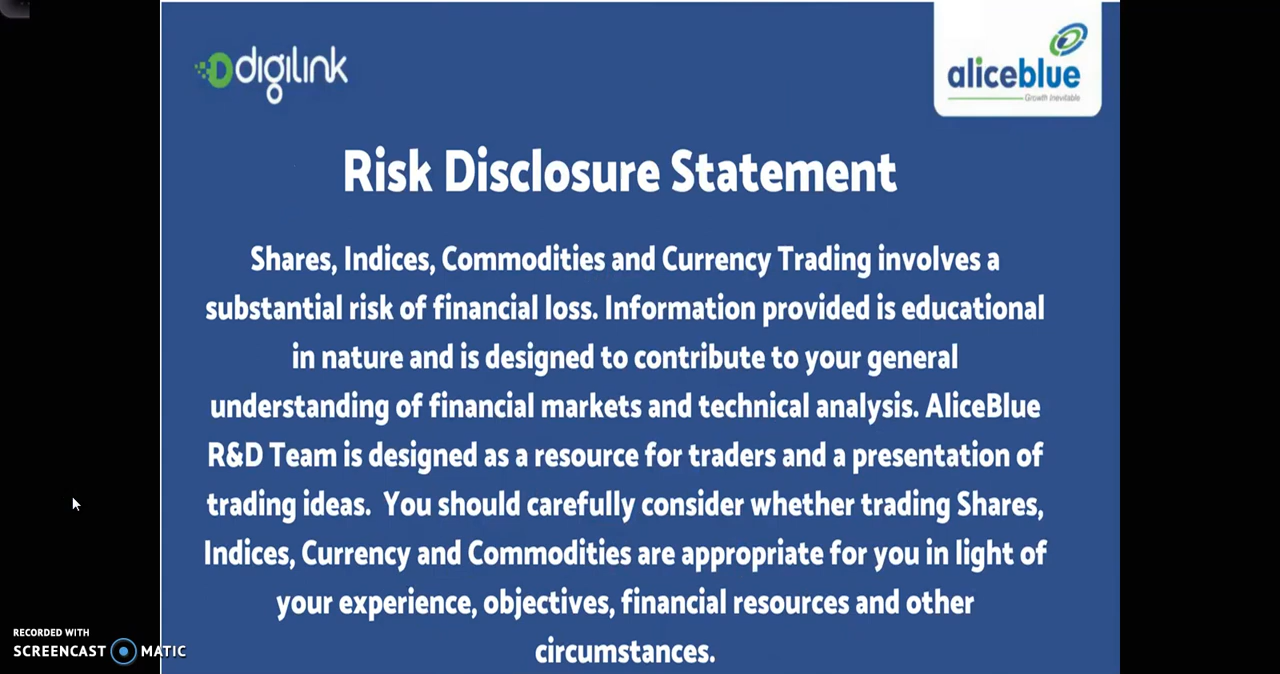 digilink
aliceblue
Growth Inevitable
Risk Disclosure Statement
Shares, Indices, Commodities and Currency Trading involves a
substantial risk of financial loss. Information provided is educational
in nature and is designed to contribute to your general
understanding of financial markets and technical analysis. AliceBlue
R&D Team is designed as a resource for traders and a presentation of
trading ideas.  You should carefully consider whether trading Shares,
Indices, Currency and Commodities are appropriate for you in light of
your experience, objectives, financial resources and other
circumstances.
RECORDED WITH
SCREENCAST MATIC